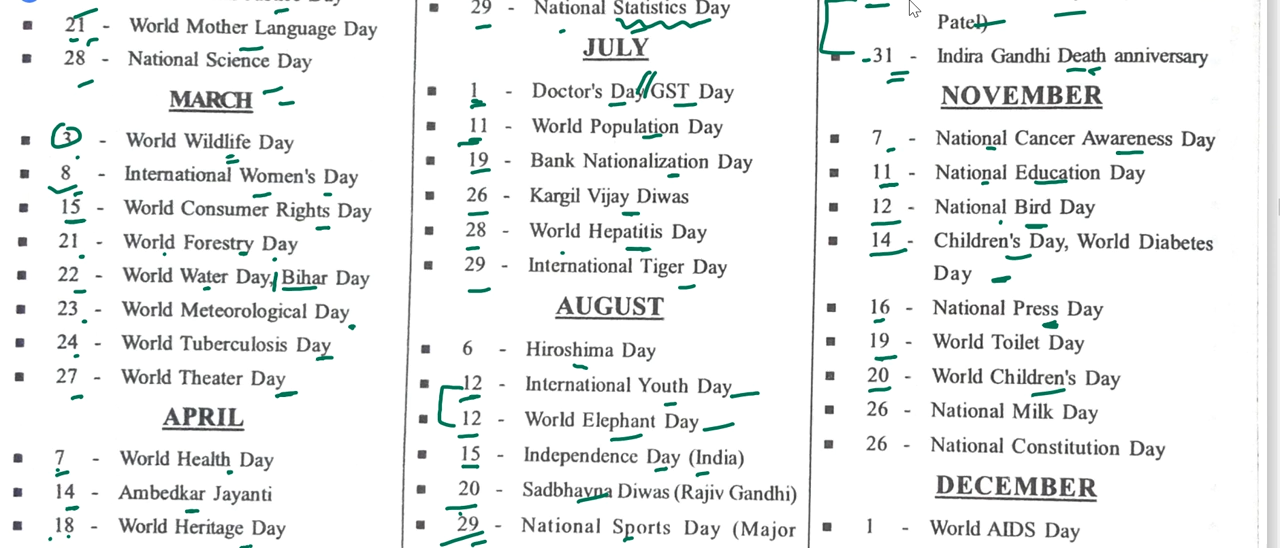 21 - World Mother Language Day
28 - National Science Day
MARCH
3 - World Wildlife Day
8 - International Women's Day
15 - World Consumer Rights Day
21 - World Forestry Day
22 - World Water Day, Bihar Day
23 - World Meteorological Day
24 - World Tuberculosis Day
27 - World Theater Day
APRIL
7 - World Health Day
14 - Ambedkar Jayanti
18 - World Heritage Day
29 - National Statistics Day
JULY
1 - Doctor's Day/GST Day
11 - World Population Day
19 - Bank Nationalization Day
26 - Kargil Vijay Diwas
28 - World Hepatitis Day
29 - International Tiger Day
AUGUST
6 - Hiroshima Day
12 - International Youth Day
12 - World Elephant Day
15 - Independence Day (India)
20 - Sadbhavna Diwas (Rajiv Gandhi)
29 - National Sports Day (Major
Patel)
31 - Indira Gandhi Death anniversary
NOVEMBER
7 - National Cancer Awareness Day
11 - National Education Day
12 - National Bird Day
14 - Children's Day, World Diabetes
Day
16 - National Press Day
19 - World Toilet Day
20 - World Children's Day
26 - National Milk Day
26 - National Constitution Day
DECEMBER
1 - World AIDS Day